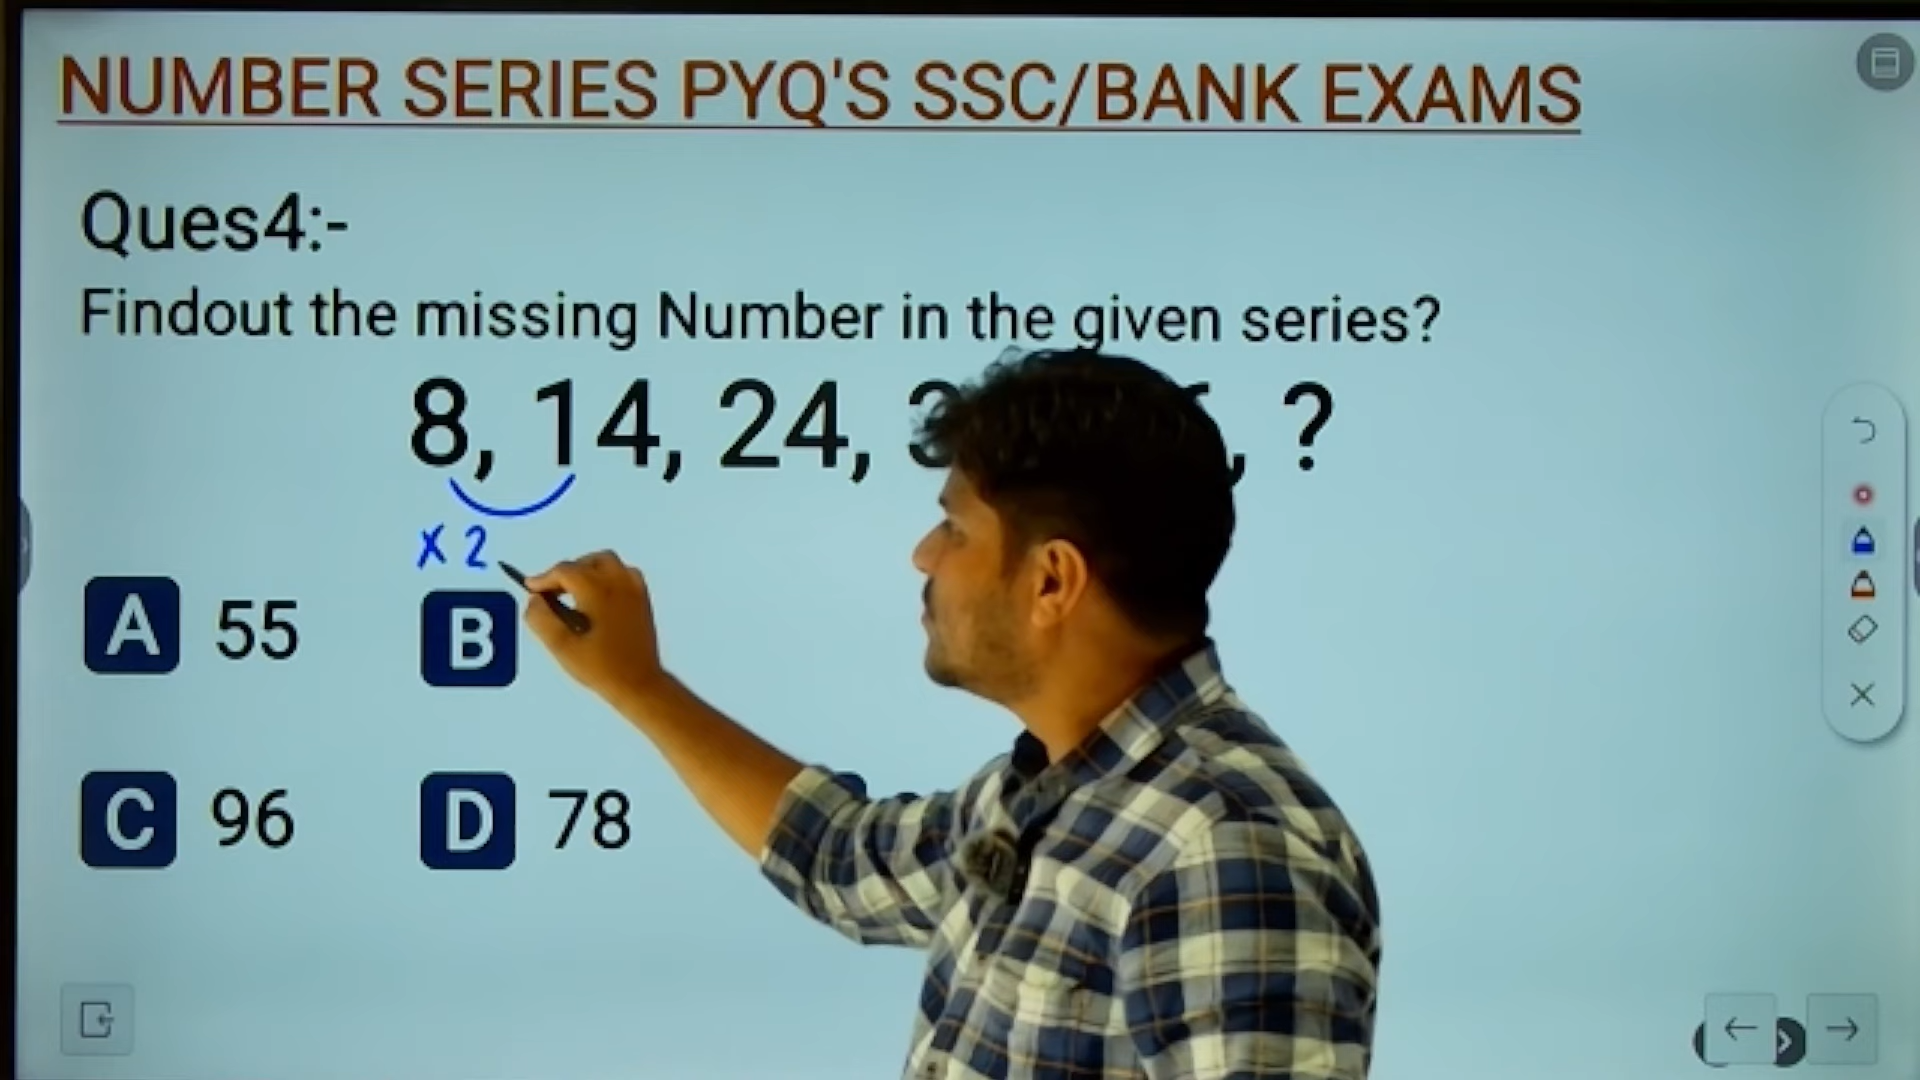 NUMBER SERIES PYQ'S SSC/BANK EXAMS
Ques4:-
Findout the missing Number in the given series?
8, 14, 24, , ?
x 2
A 55 B
C 96 D 78